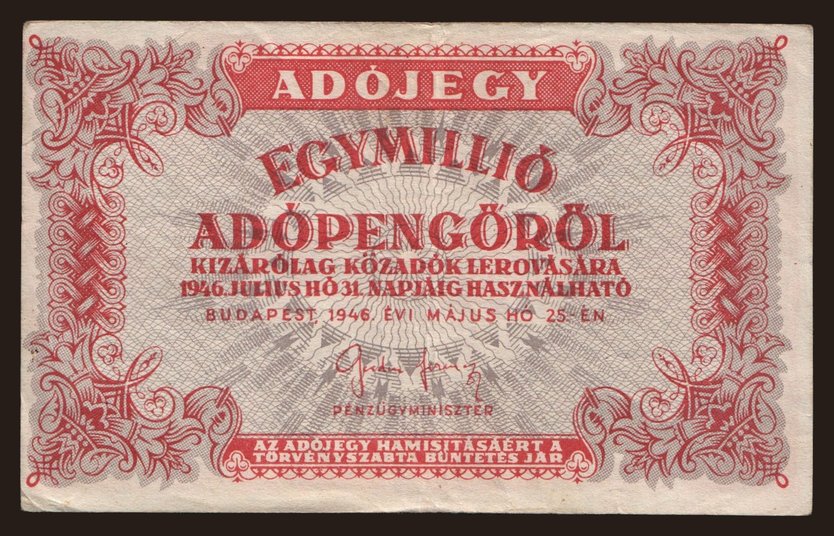 ADÓJEGY
EGYMILLIÓ
ADÓPENGŐRŐL
KIZÁRÓLAG KÖZADÓK LEROVÁSÁRA
1946. JULIUS HÓ 31. NAPJÁIG HASZNÁLHATÓ
BUDAPEST, 1946. ÉVI MÁJUS HÓ 25-ÉN
PÉNZÜGYMINISZTER
AZ ADÓJEGY HAMISITÁSÁÉRT A
TÖRVÉNYSZABTA BÜNTETÉS JÁR